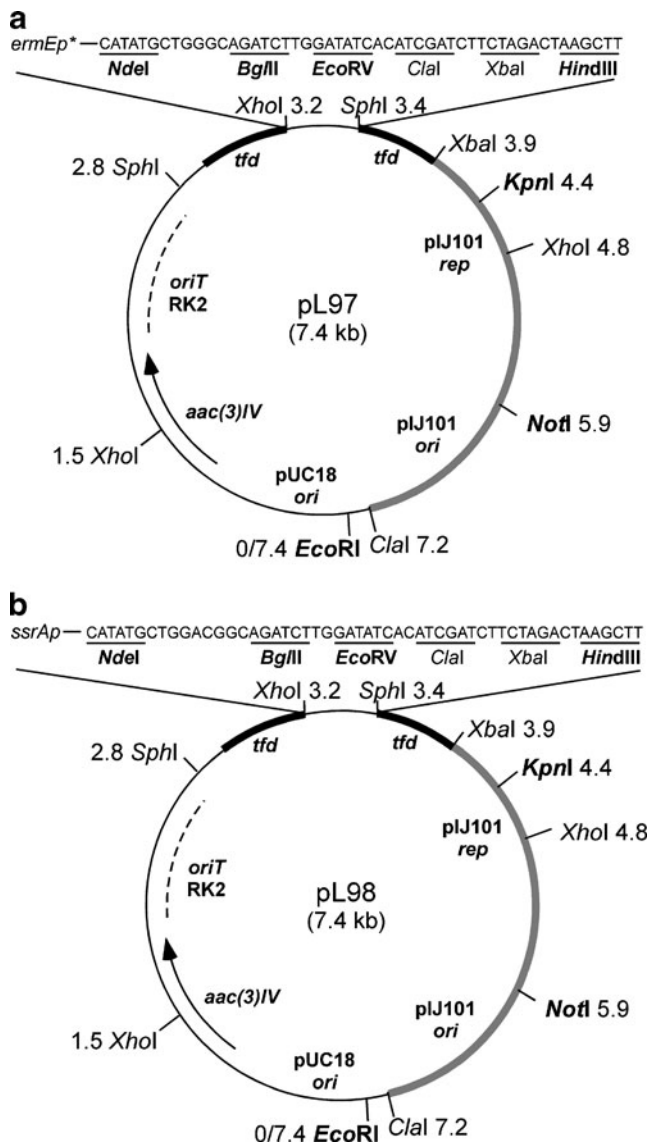 a
ermEp* CATATGCTGGGCAGATCTTGGATATCACATCGATCTTCTAGACTAAGCTT
NdeI BglII EcoRV ClaI XbaI HindIII
XhoI 3.2 SphI 3.4
tfd tfd XbaI 3.9
2.8 SphI KpnI 4.4
pIJ101 XhoI 4.8
rep
oriT
RK2
pL97
(7.4 kb)
aac(3)IV
pIJ101 NotI 5.9
ori
1.5 XhoI
pUC18
ori
0/7.4 EcoRI ClaI 7.2
b
ssrAp CATATGCTGGACGGCAGATCTTGGATATCACATCGATCTTCTAGACTAAGCTT
NdeI BglII EcoRV ClaI XbaI HindIII
XhoI 3.2 SphI 3.4
tfd tfd XbaI 3.9
2.8 SphI KpnI 4.4
pIJ101 XhoI 4.8
rep
oriT
RK2
pL98
(7.4 kb)
aac(3)IV
pIJ101 NotI 5.9
ori
1.5 XhoI
pUC18
ori
0/7.4 EcoRI ClaI 7.2